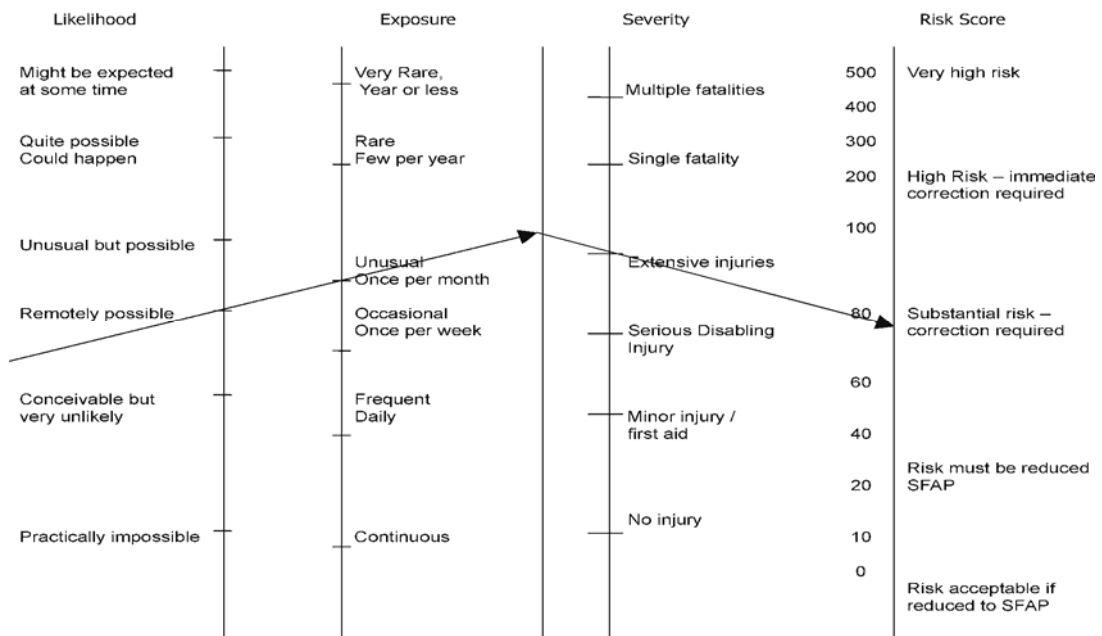 Likelihood
Exposure
Severity
Risk Score
Might be expected
at some time
Quite possible
Could happen
Unusual but possible
Remotely possible
Conceivable but
very unlikely
Practically impossible
Very Rare,
Year or less
Rare
Few per year
Unusual
Once per month
Occasional
Once per week
Frequent
Daily
Continuous
Multiple fatalities
Single fatality
Extensive injuries
Serious Disabling
Injury
Minor injury /
first aid
No injury
500
400
300
200
100
80
60
40
20
10
0
Very high risk
High Risk – immediate
correction required
Substantial risk –
correction required
Risk must be reduced
SFAP
Risk acceptable if
reduced to SFAP